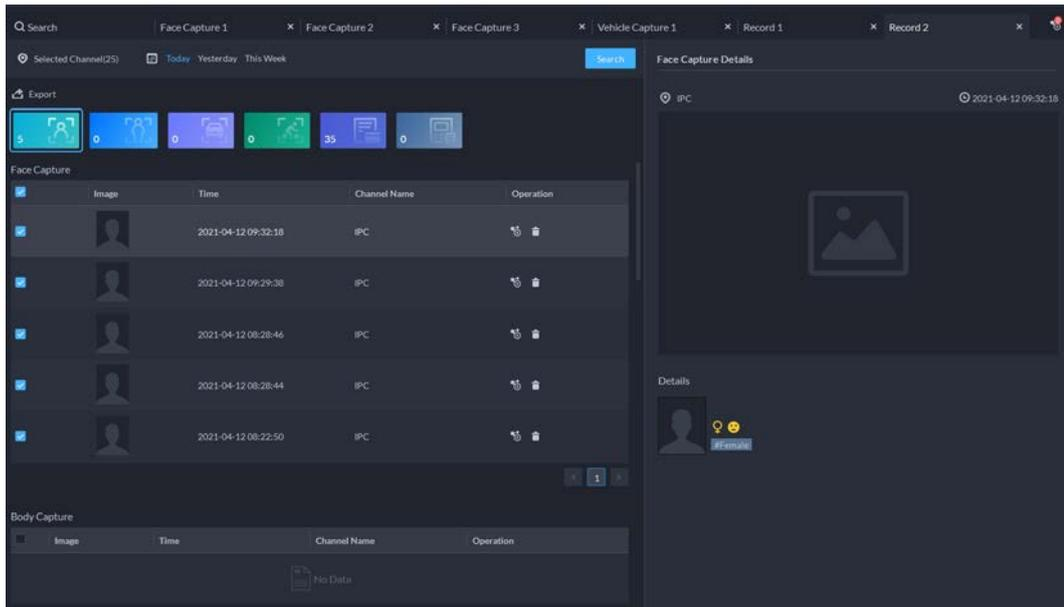 Search Face Capture 1 × Face Capture 2 × Face Capture 3 × Vehicle Capture 1 × Record 1 × Record 2 ×
Selected Channel(25) Today Yesterday This Week Search
Face Capture Details
Export
IPC 2021-04-12 09:32:18
5 0 0 0 35 0
Face Capture
Image Time Channel Name Operation
2021-04-12 09:32:18 IPC
2021-04-12 09:29:38 IPC
2021-04-12 08:28:46 IPC
2021-04-12 08:28:44 IPC
2021-04-12 08:22:50 IPC
Details
#Female
1
Body Capture
Image Time Channel Name Operation
No Data